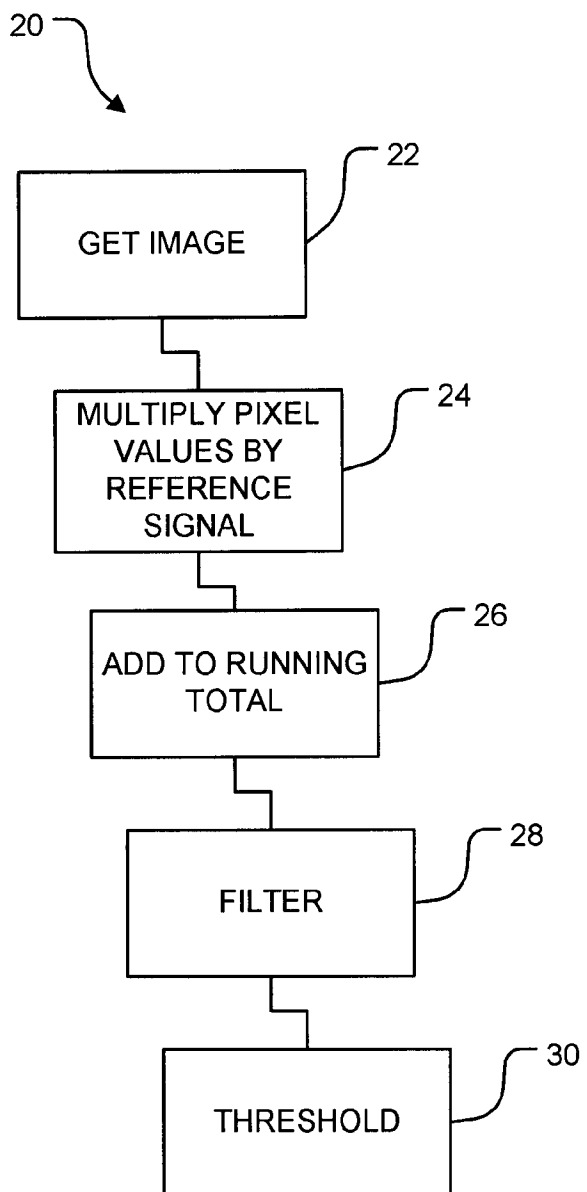 20
22
GET IMAGE
24
MULTIPLY PIXEL
VALUES BY
REFERENCE
SIGNAL
26
ADD TO RUNNING
TOTAL
28
FILTER
30
THRESHOLD